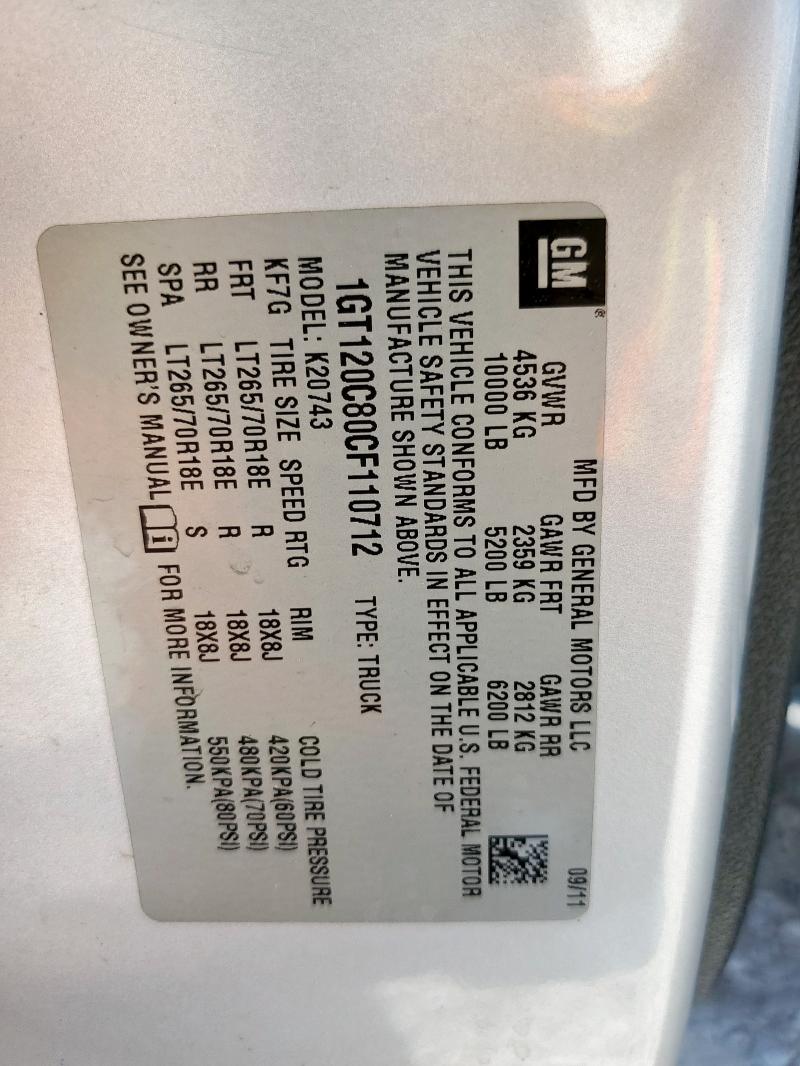 GM®
MFD BY GENERAL MOTORS LLC 09/11
GVWR GAWR FRT GAWR RR
4536 KG 2359 KG 2812 KG
10000 LB 5200 LB 6200 LB
THIS VEHICLE CONFORMS TO ALL APPLICABLE U.S. FEDERAL MOTOR
VEHICLE SAFETY STANDARDS IN EFFECT ON THE DATE OF
MANUFACTURE SHOWN ABOVE.
1GT120C80CF110712 TYPE: TRUCK
MODEL: K20743
KF7G TIRE SIZE SPEED RTG RIM COLD TIRE PRESSURE
FRT LT265/70R18E R 18X8J 420KPA(60PSI)
RR LT265/70R18E R 18X8J 480KPA(70PSI)
SPA LT265/70R18E S 18X8J 550KPA(80PSI)
SEE OWNER'S MANUAL i FOR MORE INFORMATION.